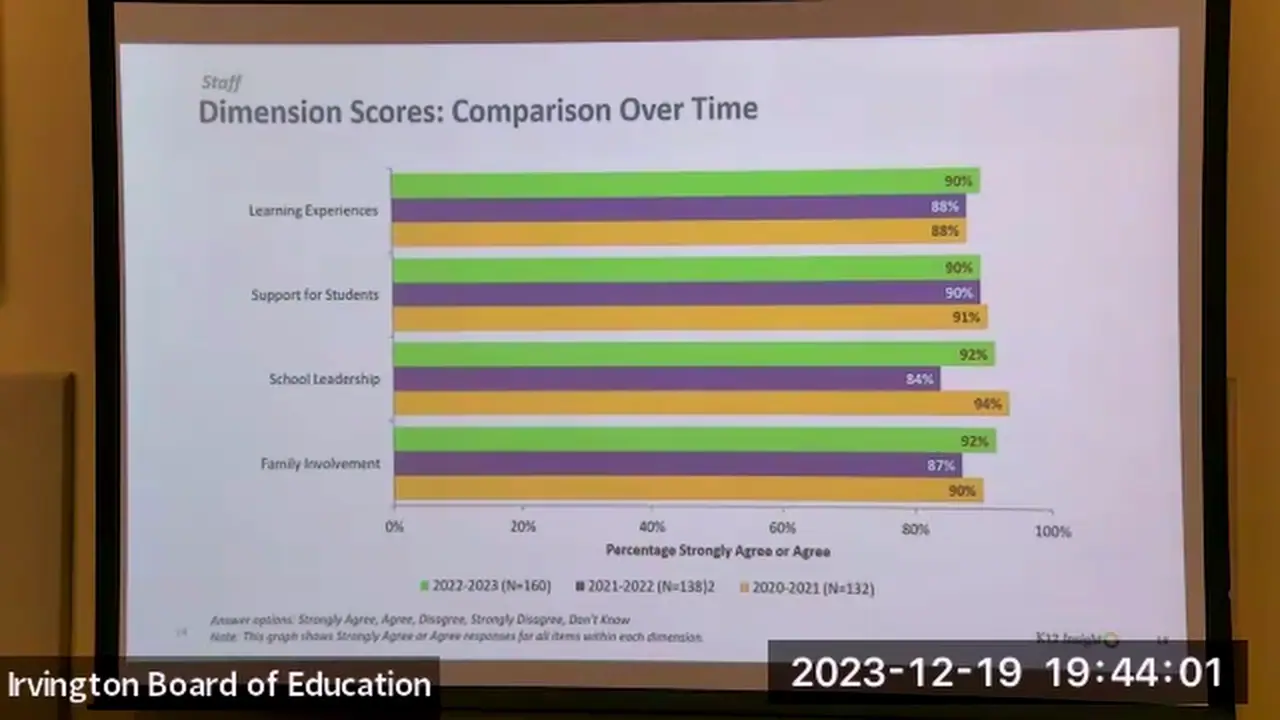 Staff
Dimension Scores: Comparison Over Time
Learning Experiences
90%
88%
88%
Support for Students
90%
90%
91%
School Leadership
92%
84%
94%
Family Involvement
92%
87%
90%
0% 20% 40% 60% 80% 100%
Percentage Strongly Agree or Agree
2022-2023 (N=160) 2021-2022 (N=138)2 2020-2021 (N=132)
Answer options: Strongly Agree, Agree, Disagree, Strongly Disagree, Don't Know
Note: This graph shows Strongly Agree or Agree responses for all items within each dimension.
K12 Insight
Irvington Board of Education
2023-12-19 19:44:01